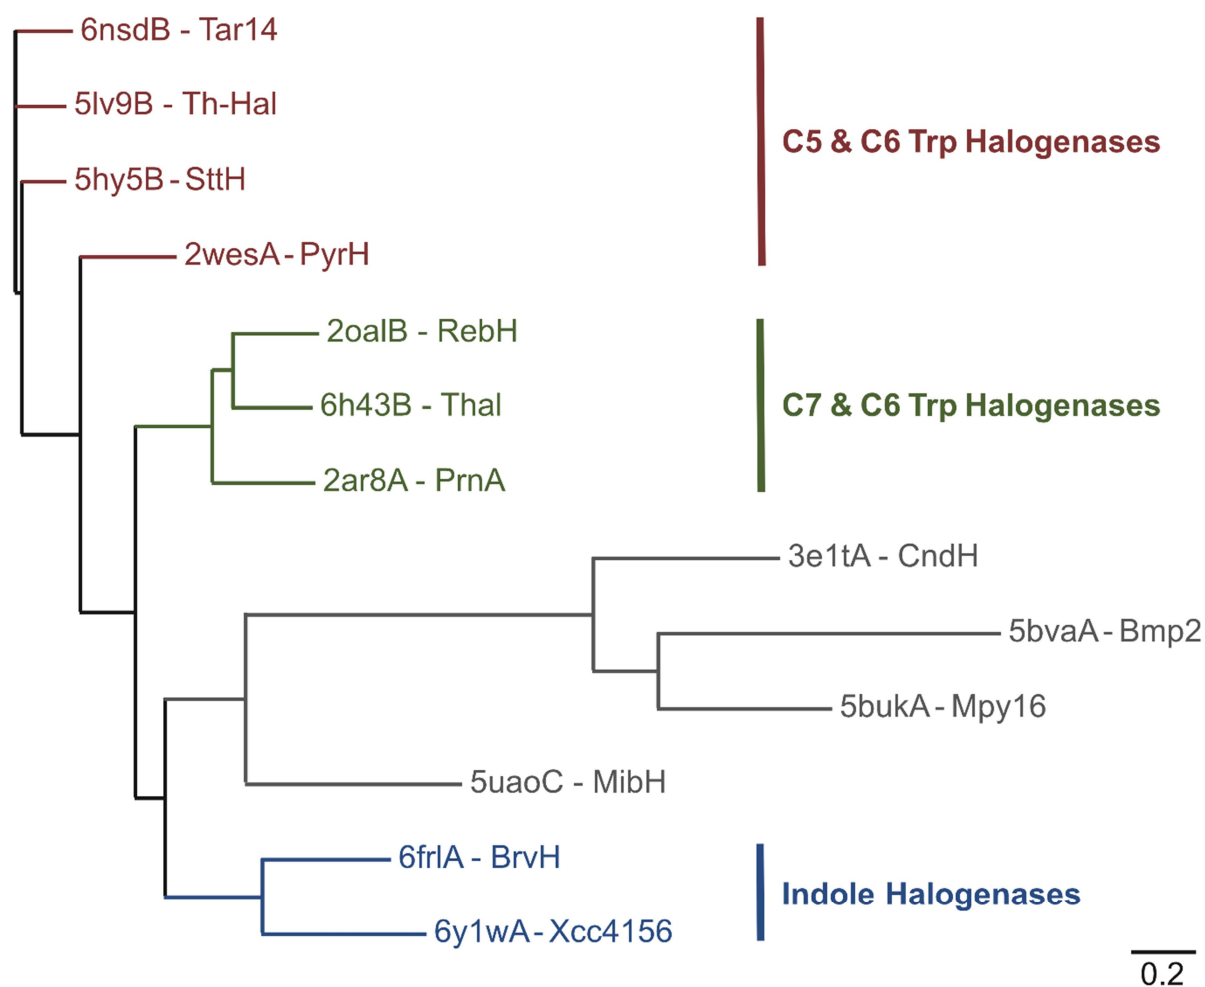 6nsdB - Tar14
5lv9B - Th-Hal
C5 & C6 Trp Halogenases
5hy5B - SttH
2wesA - PyrH
2oalB - RebH
6h43B - Thal
C7 & C6 Trp Halogenases
2ar8A - PrnA
3e1tA - CndH
5bvaA - Bmp2
5bukA - Mpy16
5uaoC - MibH
6frlA - BrvH
Indole Halogenases
6y1wA - Xcc4156
0.2